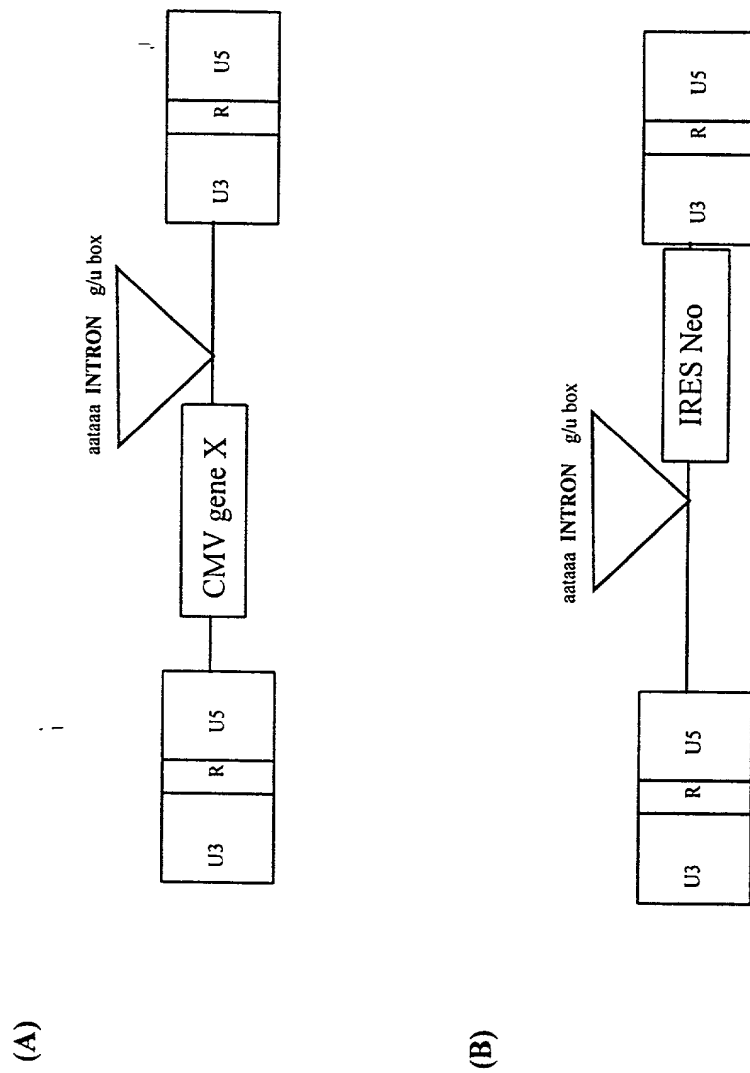 (A)
aataaa INTRON g/u box
U3 R U5 CMV gene X U3 R U5
(B)
aataaa INTRON g/u box
U3 R U5 IRES Neo U3 R U5